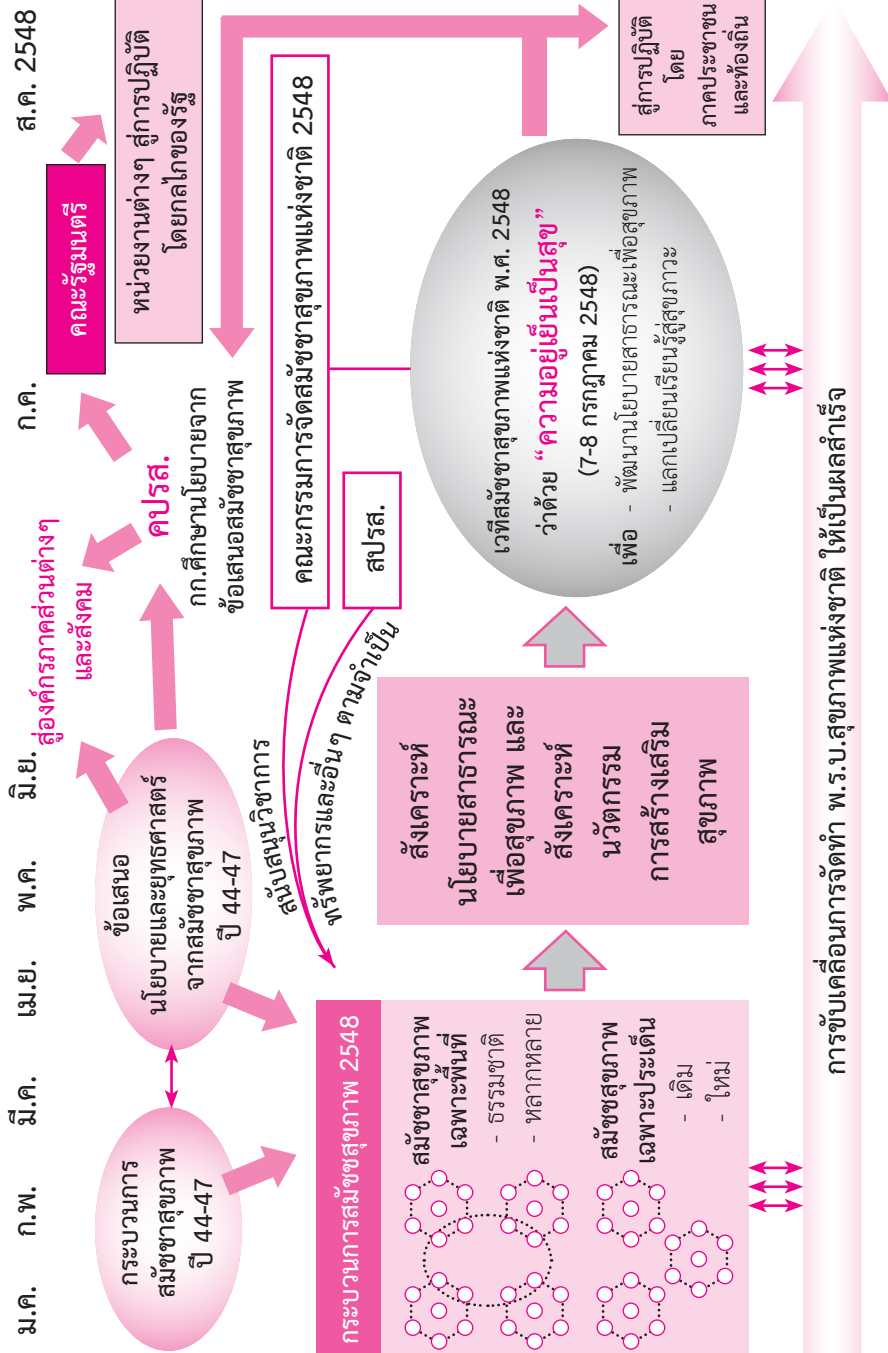 ม.ค. ก.พ. มี.ค. เม.ย. พ.ค. มิ.ย. ก.ค. ส.ค. 2548
กระบวนการ
สมัชชาสุขภาพ
ปี 44-47
ข้อเสนอ
นโยบายและยุทธศาสตร์
จากสมัชชาสุขภาพ
ปี 44-47
สู่องค์กรภาคส่วนต่างๆ
และสังคม
คปรส.
กก.ศึกษานโยบายจาก
ข้อเสนอสมัชชาสุขภาพ
คณะรัฐมนตรี
หน่วยงานต่างๆ สู่การปฏิบัติ
โดยกลไกของรัฐ
คณะกรรมการจัดสมัชชาสุขภาพแห่งชาติ 2548
สปรส.
สนับสนุนวิชาการ
ทรัพยากรและอื่นๆ ตามจำเป็น
กระบวนการสมัชชสุขภาพ 2548
สมัชชาสุขภาพ
เฉพาะพื้นที่
- ธรรมชาติ
- หลากหลาย
สมัชชสุขภาพ
เฉพาะประเด็น
- เดิม
- ใหม่
สังเคราะห์
นโยบายสาธารณะ
เพื่อสุขภาพ และ
สังเคราะห์
นวัตกรรม
การสร้างเสริม
สุขภาพ
เวทีสมัชชาสุขภาพแห่งชาติ พ.ศ. 2548
ว่าด้วย “ความอยู่เย็นเป็นสุข”
(7-8 กรกฎาคม 2548)
เพื่อ - พัฒนานโยบายสาธารณะเพื่อสุขภาพ
- แลกเปลี่ยนเรียนรู้สู่สุขภาวะ
สู่การปฏิบัติ
โดย
ภาคประชาชน
และท้องถิ่น
การขับเคลื่อนการจัดทำ พ.ร.บ.สุขภาพแห่งชาติ ให้เป็นผลสำเร็จ